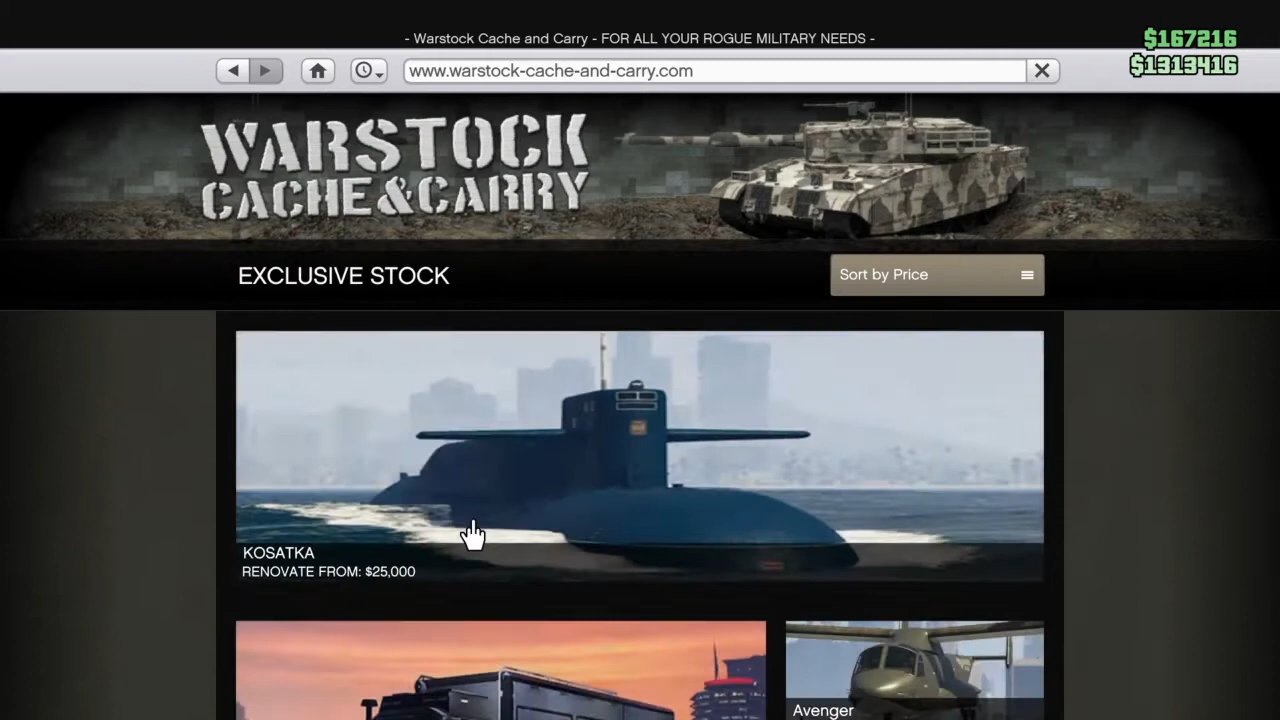 - Warstock Cache and Carry - FOR ALL YOUR ROGUE MILITARY NEEDS -
$167216
$1313416
www.warstock-cache-and-carry.com
WARSTOCK
CACHE&CARRY
EXCLUSIVE STOCK
Sort by Price
KOSATKA
RENOVATE FROM: $25,000
Avenger